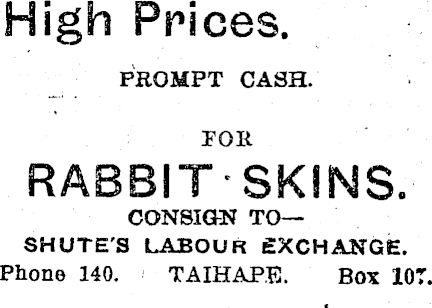 High Prices.
PROMPT CASH.
FOR
RABBIT SKINS.
CONSIGN TO—
SHUTE'S LABOUR EXCHANGE.
Phone 140. TAIHAPE. Box 107.